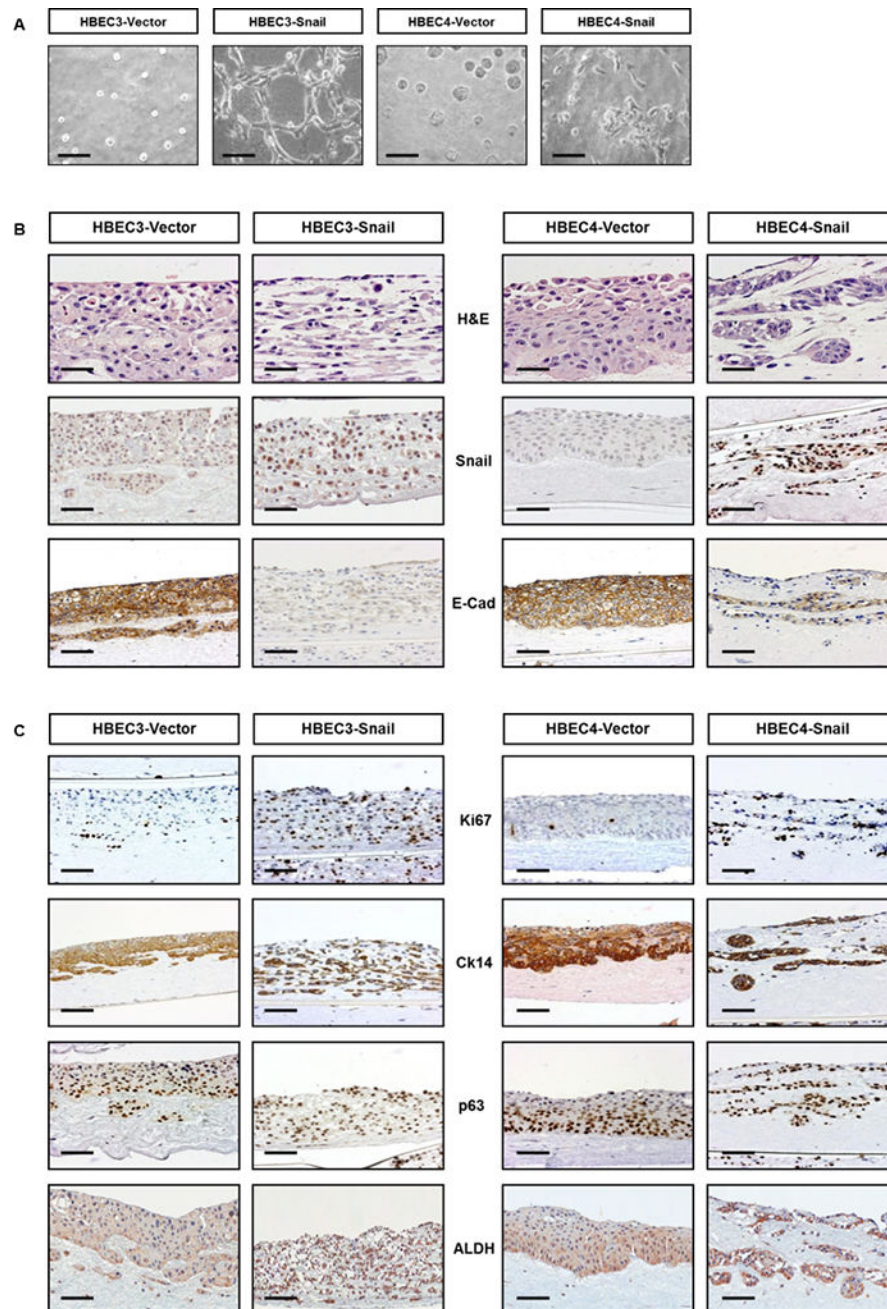 A
HBEC3-Vector
HBEC3-Snail
HBEC4-Vector
HBEC4-Snail
B
HBEC3-Vector
HBEC3-Snail
HBEC4-Vector
HBEC4-Snail
H&E
Snail
E-Cad
C
HBEC3-Vector
HBEC3-Snail
HBEC4-Vector
HBEC4-Snail
Ki67
Ck14
p63
ALDH